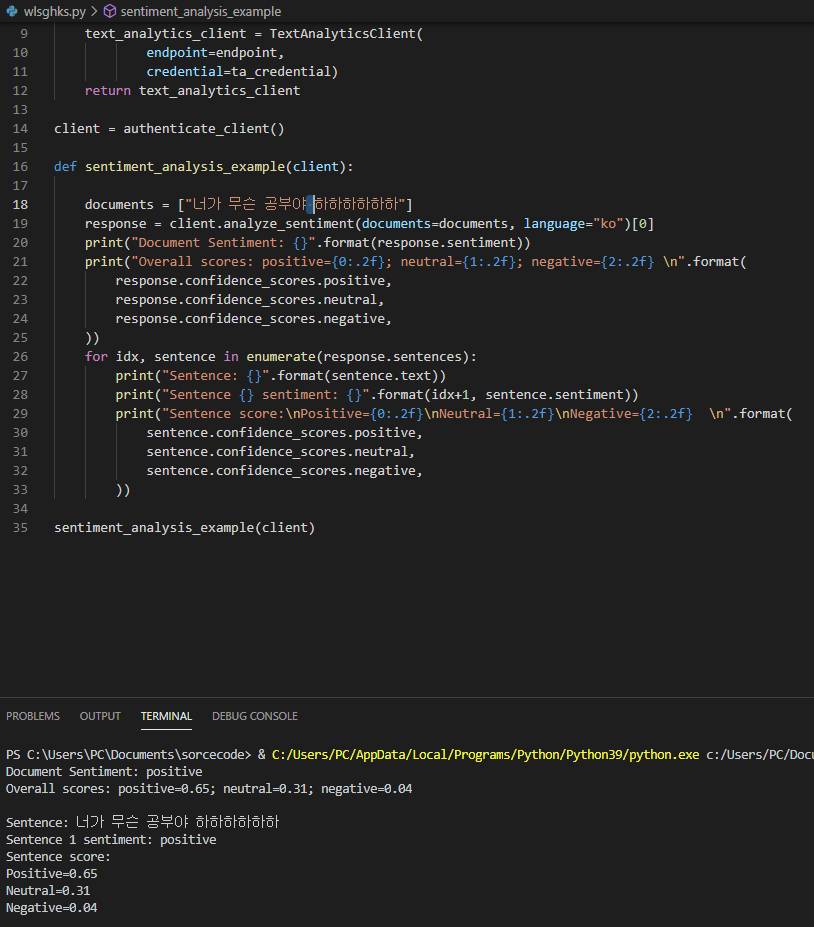 wlsghks.py > sentiment_analysis_example
9 text_analytics_client = TextAnalyticsClient(
10 endpoint=endpoint,
11 credential=ta_credential)
12 return text_analytics_client
13
14 client = authenticate_client()
15
16 def sentiment_analysis_example(client):
17
18 documents = ["너가 무슨 공부야 하하하하하하"]
19 response = client.analyze_sentiment(documents=documents, language="ko")[0]
20 print("Document Sentiment: {}".format(response.sentiment))
21 print("Overall scores: positive={0:.2f}; neutral={1:.2f}; negative={2:.2f} \n".format(
22 response.confidence_scores.positive,
23 response.confidence_scores.neutral,
24 response.confidence_scores.negative,
25 ))
26 for idx, sentence in enumerate(response.sentences):
27 print("Sentence: {}".format(sentence.text))
28 print("Sentence {} sentiment: {}".format(idx+1, sentence.sentiment))
29 print("Sentence score:\nPositive={0:.2f}\nNeutral={1:.2f}\nNegative={2:.2f}  \n".format(
30 sentence.confidence_scores.positive,
31 sentence.confidence_scores.neutral,
32 sentence.confidence_scores.negative,
33 ))
34
35 sentiment_analysis_example(client)
PROBLEMS OUTPUT TERMINAL DEBUG CONSOLE
PS C:\Users\PC\Documents\sorcecode> & C:/Users/PC/AppData/Local/Programs/Python/Python39/python.exe c:/Users/PC/Docu
Document Sentiment: positive
Overall scores: positive=0.65; neutral=0.31; negative=0.04
Sentence: 너가 무슨 공부야 하하하하하하
Sentence 1 sentiment: positive
Sentence score:
Positive=0.65
Neutral=0.31
Negative=0.04